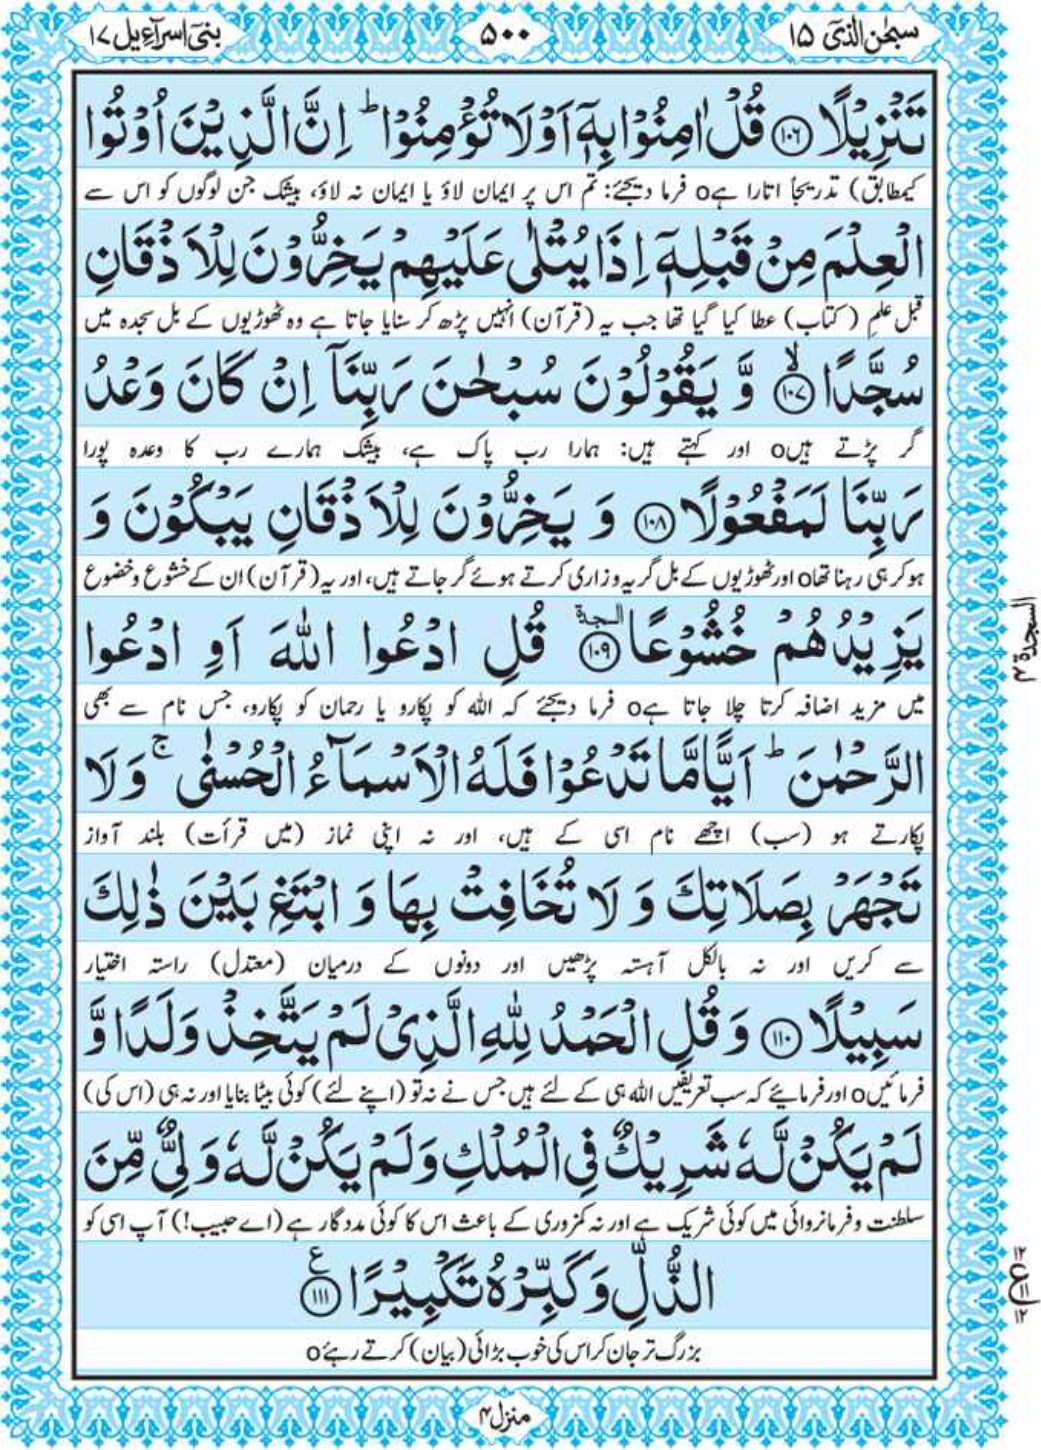 سبحٰن الذیٓ ١٥
٥٠٠
بنیٓ اسرآءیل ١٧
تَنْزِیْلًا ﴿١٠٦﴾ قُلْ اٰمِنُوْا بِهٖۤ اَوْ لَا تُؤْمِنُوْا ؕ اِنَّ الَّذِیْنَ اُوْتُوا
کیمطابق) تدریجاً اتارا ہےo فرما دیجئے: تم اس پر ایمان لاؤ یا ایمان نہ لاؤ، بیشک جن لوگوں کو اس سے
الْعِلْمَ مِنْ قَبْلِهٖۤ اِذَا یُتْلٰی عَلَیْهِمْ یَخِرُّوْنَ لِلْاَذْقَانِ
قبل علم (کتاب) عطا کیا گیا تھا جب یہ (قرآن) انہیں پڑھ کر سنایا جاتا ہے وہ ٹھوڑیوں کے بل سجدہ میں
سُجَّدًا ۙ﴿١٠٧﴾ وَّ یَقُوْلُوْنَ سُبْحٰنَ رَبِّنَاۤ اِنْ كَانَ وَعْدُ
گر پڑتے ہیںo اور کہتے ہیں: ہمارا رب پاک ہے، بیشک ہمارے رب کا وعدہ پورا
رَبِّنَا لَمَفْعُوْلًا ﴿١٠٨﴾ وَ یَخِرُّوْنَ لِلْاَذْقَانِ یَبْكُوْنَ وَ
ہو کر ہی رہنا تھاo اور ٹھوڑیوں کے بل گریہ و زاری کرتے ہوئے گر جاتے ہیں، اور یہ (قرآن) ان کے خشوع و خضوع
یَزِیْدُهُمْ خُشُوْعًا ﴿١٠٩﴾ السجدة قُلِ ادْعُوا اللّٰهَ اَوِ ادْعُوا
السجدة ٤
میں مزید اضافہ کرتا چلا جاتا ہےo فرما دیجئے کہ اللہ کو پکارو یا رحمان کو پکارو، جس نام سے بھی
الرَّحْمٰنَ ؕ اَیًّا مَّا تَدْعُوْا فَلَهُ الْاَسْمَآءُ الْحُسْنٰی ۚ وَ لَا
پکارتے ہو (سب) اچھے نام اسی کے ہیں، اور نہ اپنی نماز (میں قرأت) بلند آواز
تَجْهَرْ بِصَلَاتِكَ وَ لَا تُخَافِتْ بِهَا وَ ابْتَغِ بَیْنَ ذٰلِكَ
سے کریں اور نہ بالکل آہستہ پڑھیں اور دونوں کے درمیان (معتدل) راستہ اختیار
سَبِیْلًا ﴿١١٠﴾ وَ قُلِ الْحَمْدُ لِلّٰهِ الَّذِیْ لَمْ یَتَّخِذْ وَلَدًا وَّ
فرمائیںo اور فرمائیے کہ سب تعریفیں اللہ ہی کے لئے ہیں جس نے نہ تو (اپنے لئے) کوئی بیٹا بنایا اور نہ ہی (اس کی)
لَمْ یَكُنْ لَّهٗ شَرِیْكٌ فِی الْمُلْكِ وَ لَمْ یَكُنْ لَّهٗ وَلِیٌّ مِّنَ
سلطنت و فرمانروائی میں کوئی شریک ہے اور نہ کمزوری کے باعث اس کا کوئی مددگار ہے (اے حبیب!) آپ اسی کو
الذُّلِّ وَ كَبِّرْهُ تَكْبِیْرًا ﴿١١١﴾ ع
١٢ ع ١١ ١٢
بزرگ تر جان کر اس کی خوب بڑائی (بیان) کرتے رہئےo
منزل ٤